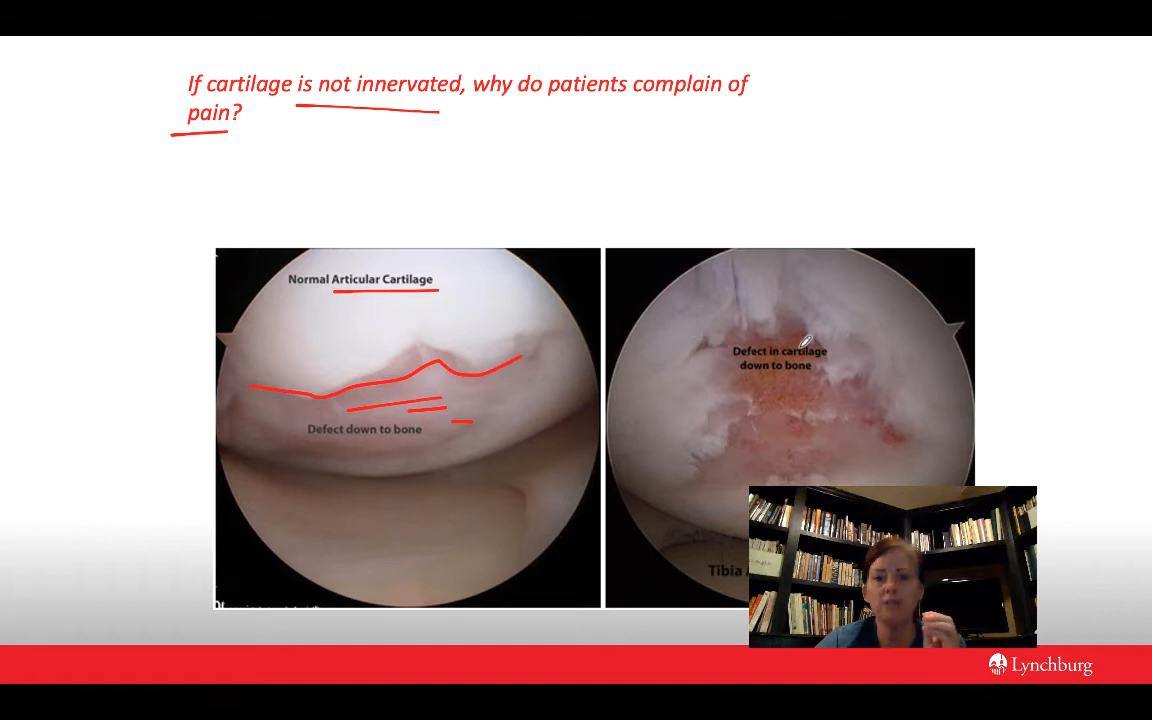 If cartilage is not innervated, why do patients complain of
pain?
Normal Articular Cartilage
Defect down to bone
Defect in cartilage
down to bone
Tibia
Lynchburg